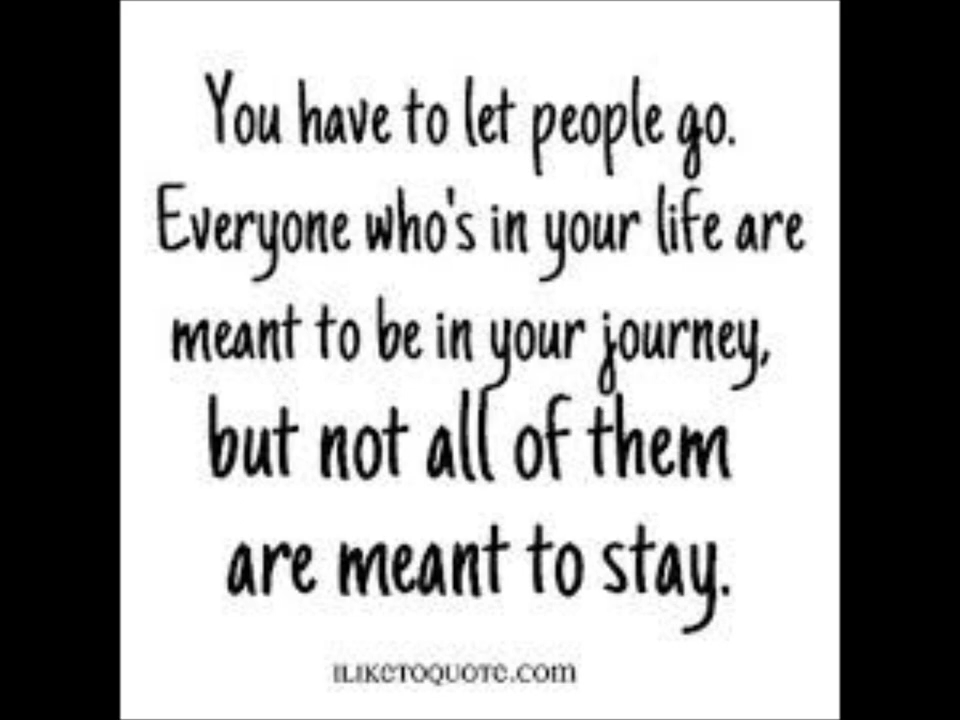 You have to let people go.
Everyone who's in your life are
meant to be in your journey,
but not all of them
are meant to stay.
iLiKeToQuoTe.com